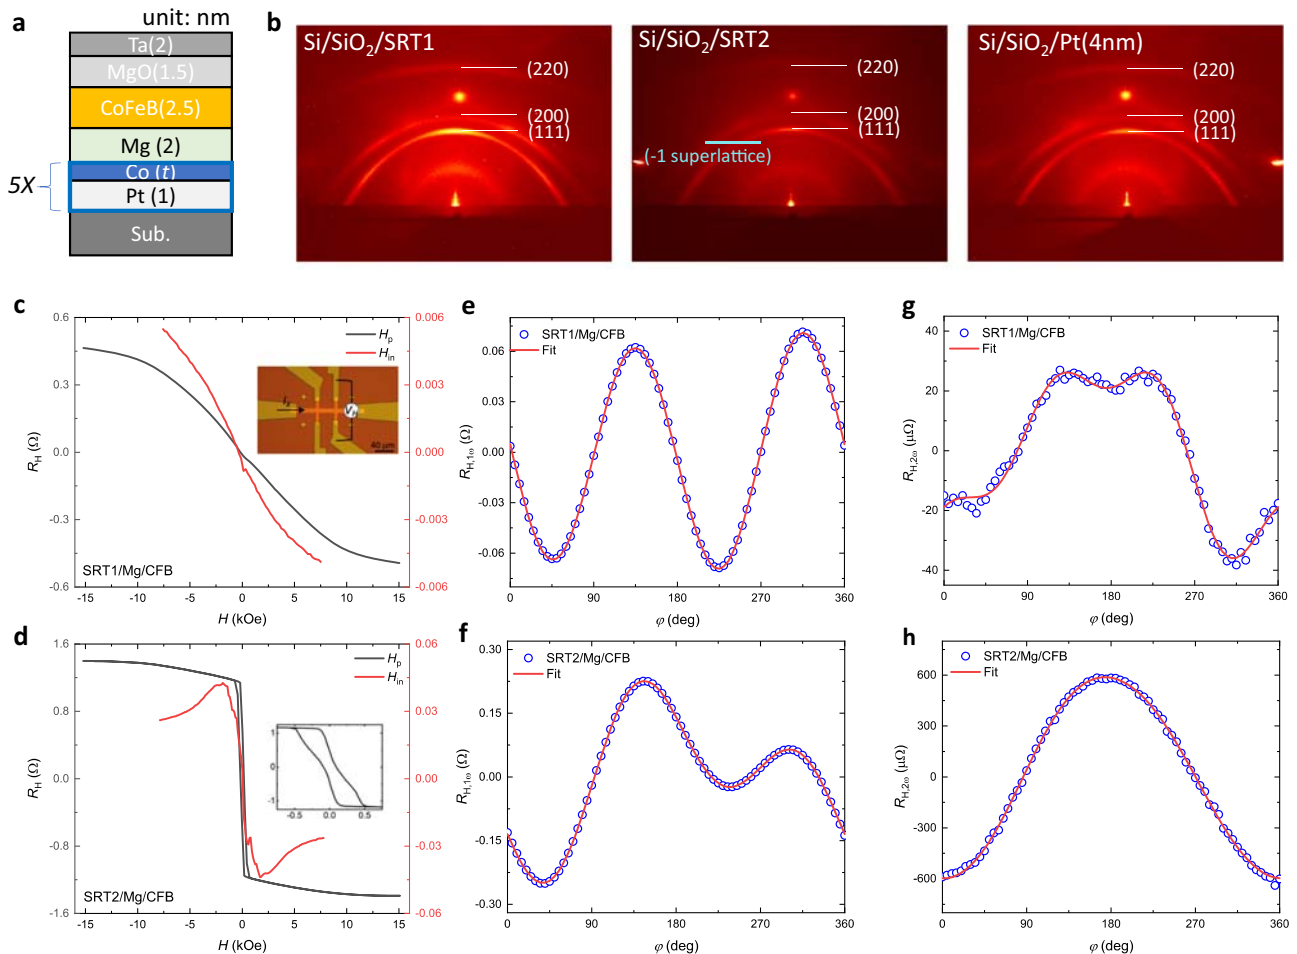 a
unit: nm
Ta(2)
MgO(1.5)
CoFeB(2.5)
Mg (2)
Co (t)
Pt (1)
5X
Sub.
b
Si/SiO2/SRT1
(220)
(200)
(111)
Si/SiO2/SRT2
(220)
(200)
(111)
(-1 superlattice)
Si/SiO2/Pt(4nm)
(220)
(200)
(111)
c
0.6
0.3
0.0
-0.3
-0.6
RH (Ω)
0.006
0.003
0.000
-0.003
-0.006
Hp
Hin
Ix
VH
40 μm
SRT1/Mg/CFB
-15 -10 -5 0 5 10 15
H (kOe)
d
1.6
0.8
0.0
-0.8
-1.6
RH (Ω)
0.06
0.03
0.00
-0.03
-0.06
Hp
Hin
1
0
-1
-0.5 0.0 0.5
SRT2/Mg/CFB
-15 -10 -5 0 5 10 15
H (kOe)
e
SRT1/Mg/CFB
Fit
0.06
0.03
0.00
-0.03
-0.06
RH,1ω (Ω)
0 90 180 270 360
φ (deg)
f
SRT2/Mg/CFB
Fit
0.30
0.15
0.00
-0.15
-0.30
RH,1ω (Ω)
0 90 180 270 360
φ (deg)
g
SRT1/Mg/CFB
Fit
40
20
0
-20
-40
RH,2ω (μΩ)
0 90 180 270 360
φ (deg)
h
SRT2/Mg/CFB
Fit
600
300
0
-300
-600
RH,2ω (μΩ)
0 90 180 270 360
φ (deg)